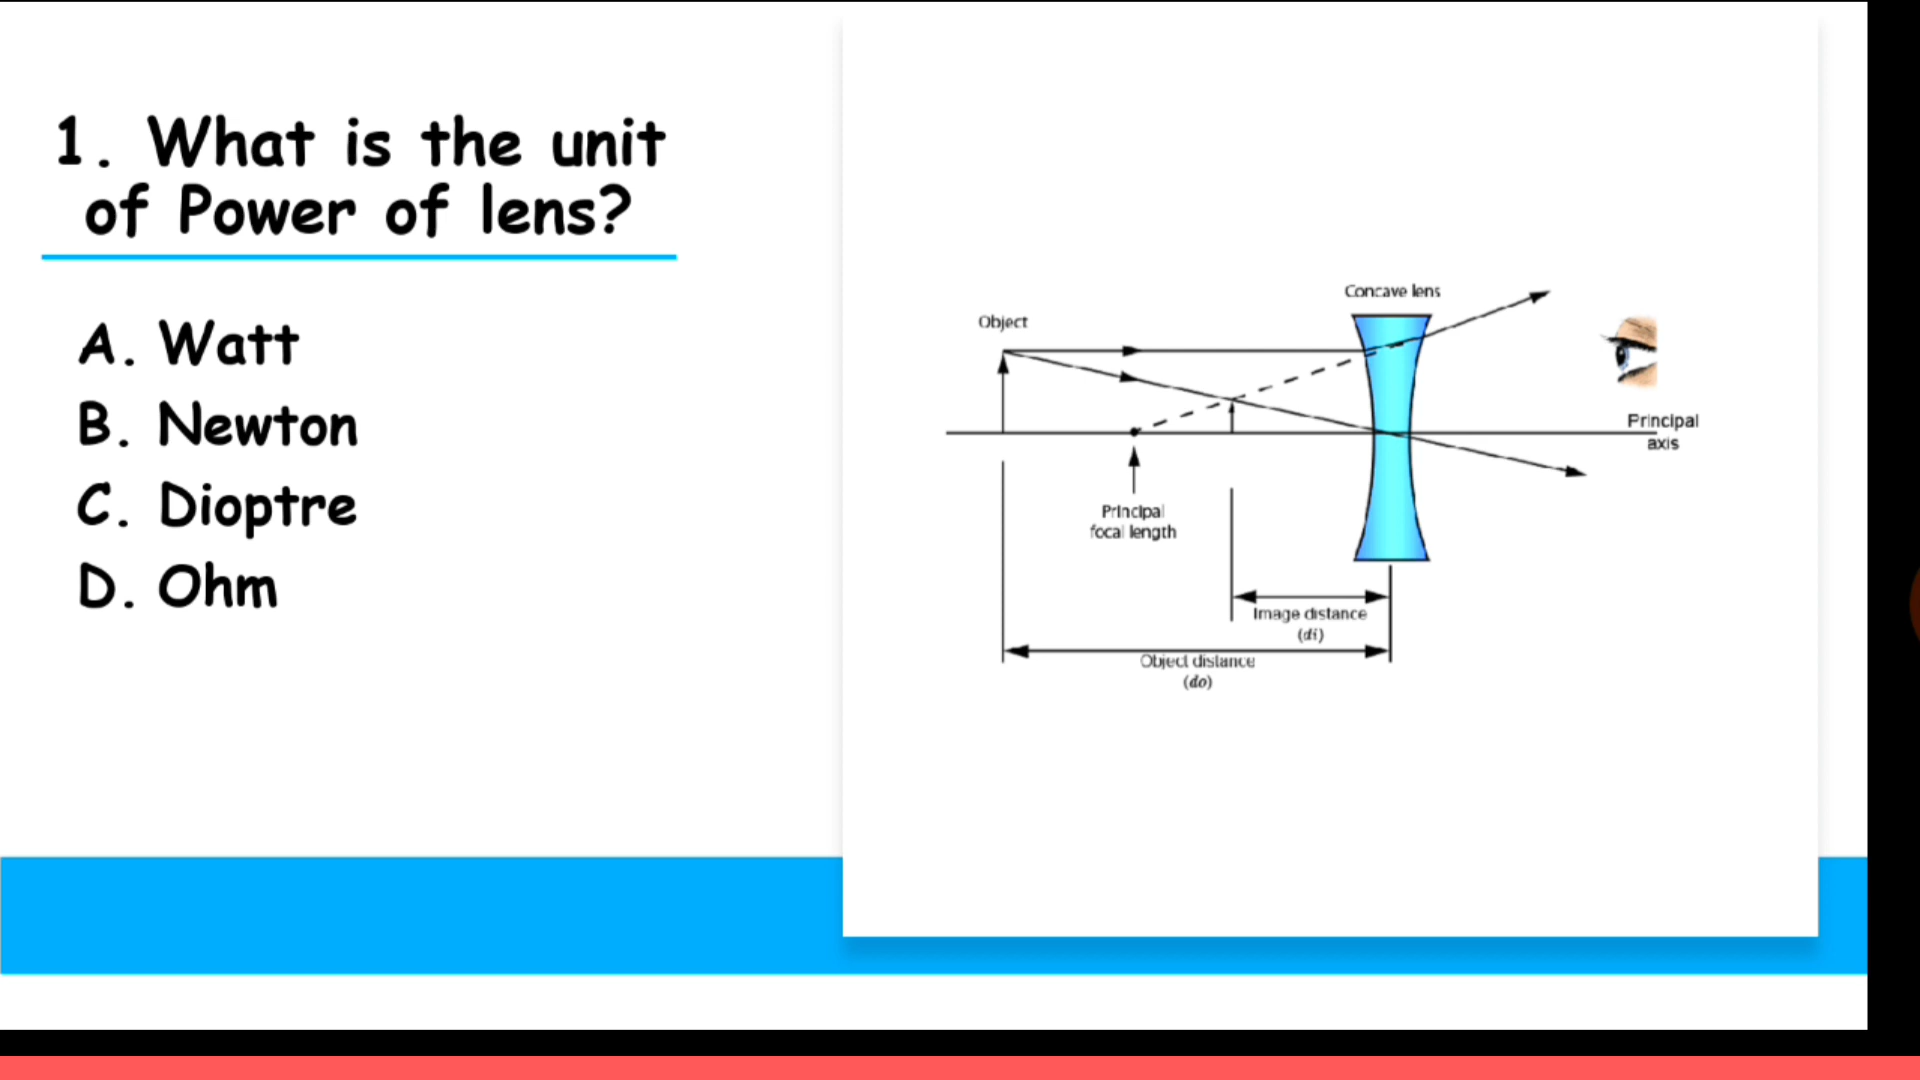 1. What is the unit
of Power of lens?
A. Watt
B. Newton
C. Dioptre
D. Ohm
Concave lens
Object
Principal
axis
Principal
focal length
Image distance
(di)
Object distance
(do)